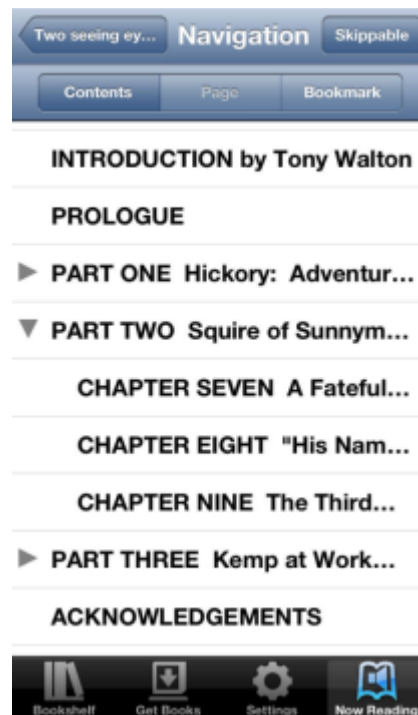 Two seeing ey... Navigation Skippable
Contents Page Bookmark
INTRODUCTION by Tony Walton
PROLOGUE
PART ONE Hickory: Adventur...
PART TWO Squire of Sunnym...
CHAPTER SEVEN A Fateful...
CHAPTER EIGHT "His Nam...
CHAPTER NINE The Third...
PART THREE Kemp at Work...
ACKNOWLEDGEMENTS
Bookshelf Get Books Settings Now Reading